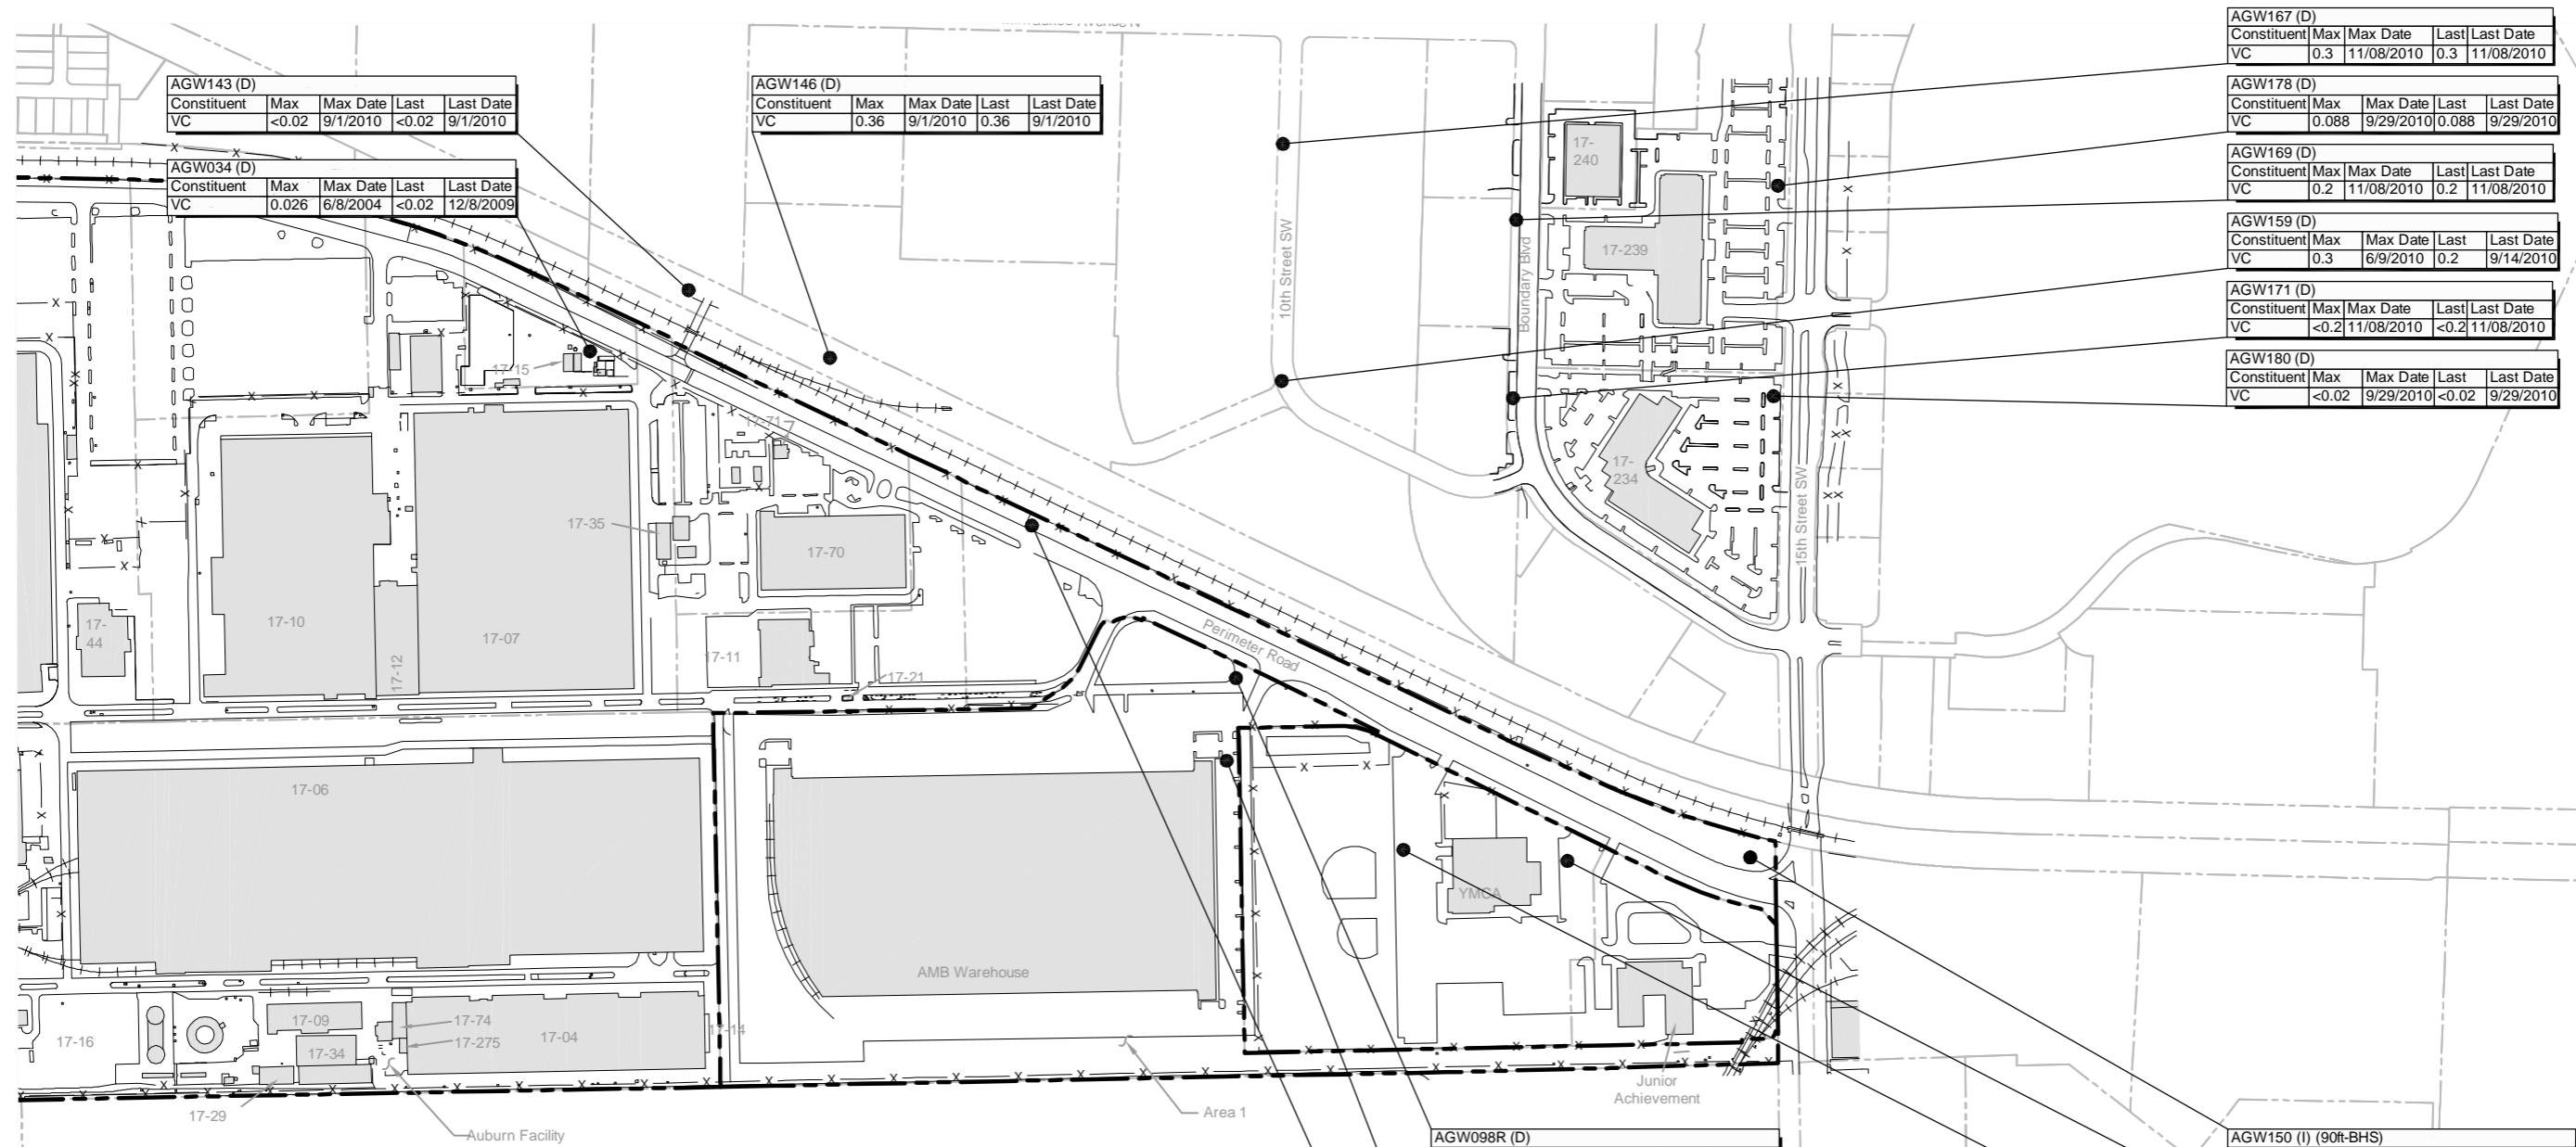 AGW167 (D)
Constituent Max Max Date Last Last Date
VC 0.3 11/08/2010 0.3 11/08/2010
AGW143 (D)
Constituent Max Max Date Last Last Date
VC <0.02 9/1/2010 <0.02 9/1/2010
AGW146 (D)
Constituent Max Max Date Last Last Date
VC 0.36 9/1/2010 0.36 9/1/2010
AGW178 (D)
Constituent Max Max Date Last Last Date
VC 0.088 9/29/2010 0.088 9/29/2010
AGW034 (D)
Constituent Max Max Date Last Last Date
VC 0.026 6/8/2004 <0.02 12/8/2009
AGW169 (D)
Constituent Max Max Date Last Last Date
VC 0.2 11/08/2010 0.2 11/08/2010
AGW159 (D)
Constituent Max Max Date Last Last Date
VC 0.3 6/9/2010 0.2 9/14/2010
AGW171 (D)
Constituent Max Max Date Last Last Date
VC <0.2 11/08/2010 <0.2 11/08/2010
AGW180 (D)
Constituent Max Max Date Last Last Date
VC <0.02 9/29/2010 <0.02 9/29/2010
17-
240
17-239
10th Street SW
Boundary Blvd
17-15
17-71
17-
234
15th Street SW
17-35
17-70
17-10
17-
44
17-07
17-12
17-11
17-21
Perimeter Road
17-06
YMCA
AMB Warehouse
17-09
17-74
17-04
17-14
17-16
17-275
17-34
17-29
Auburn Facility
Area 1
Junior
Achievement
AGW098R (D)
AGW150 (I) (90ft-BHS)